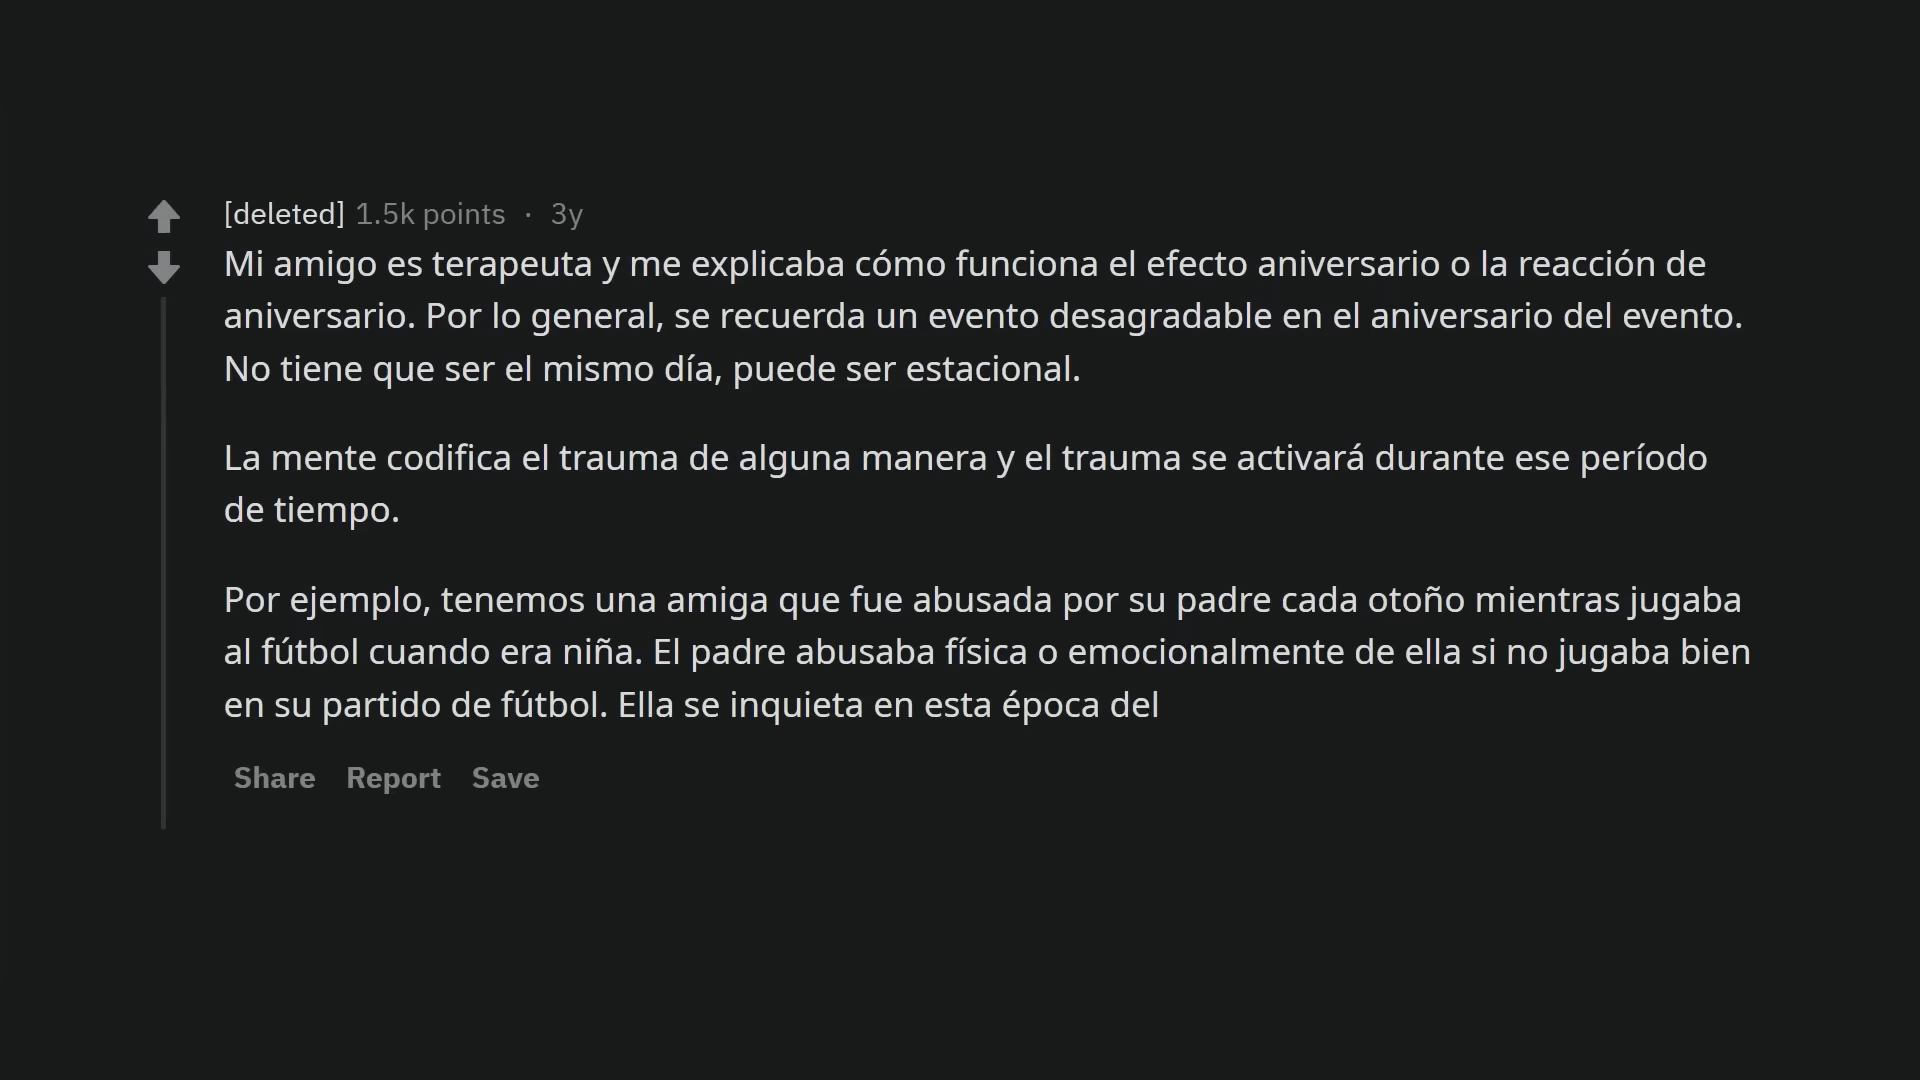 [deleted] 1.5k points · 3y
Mi amigo es terapeuta y me explicaba cómo funciona el efecto aniversario o la reacción de
aniversario. Por lo general, se recuerda un evento desagradable en el aniversario del evento.
No tiene que ser el mismo día, puede ser estacional.
La mente codifica el trauma de alguna manera y el trauma se activará durante ese período
de tiempo.
Por ejemplo, tenemos una amiga que fue abusada por su padre cada otoño mientras jugaba
al fútbol cuando era niña. El padre abusaba física o emocionalmente de ella si no jugaba bien
en su partido de fútbol. Ella se inquieta en esta época del
Share Report Save